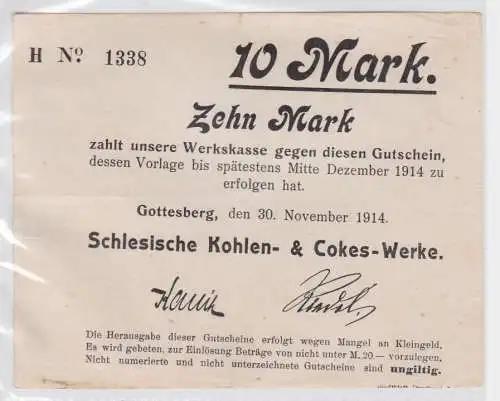 H No. 1338
10 Mark.
Zehn Mark
zahlt unsere Werkskasse gegen diesen Gutschein,
dessen Vorlage bis spätestens Mitte Dezember 1914 zu
erfolgen hat.
Gottesberg, den 30. November 1914.
Schlesische Kohlen- & Cokes-Werke.
Die Herausgabe dieser Gutscheine erfolgt wegen Mangel an Kleingeld.
Es wird gebeten, zur Einlösung Beträge von nicht unter M. 20.— vorzulegen.
Nicht numerierte und nicht unterzeichnete Gutscheine sind ungiltig.